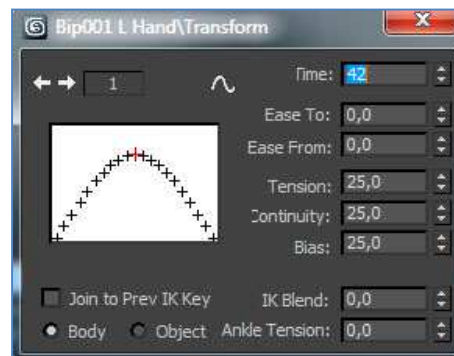 Bip001 L Hand\Transform
1
Time: 42
Ease To: 0,0
Ease From: 0,0
Tension: 25,0
Continuity: 25,0
Bias: 25,0
Join to Prev IK Key IK Blend: 0,0
Body Object Ankle Tension: 0,0